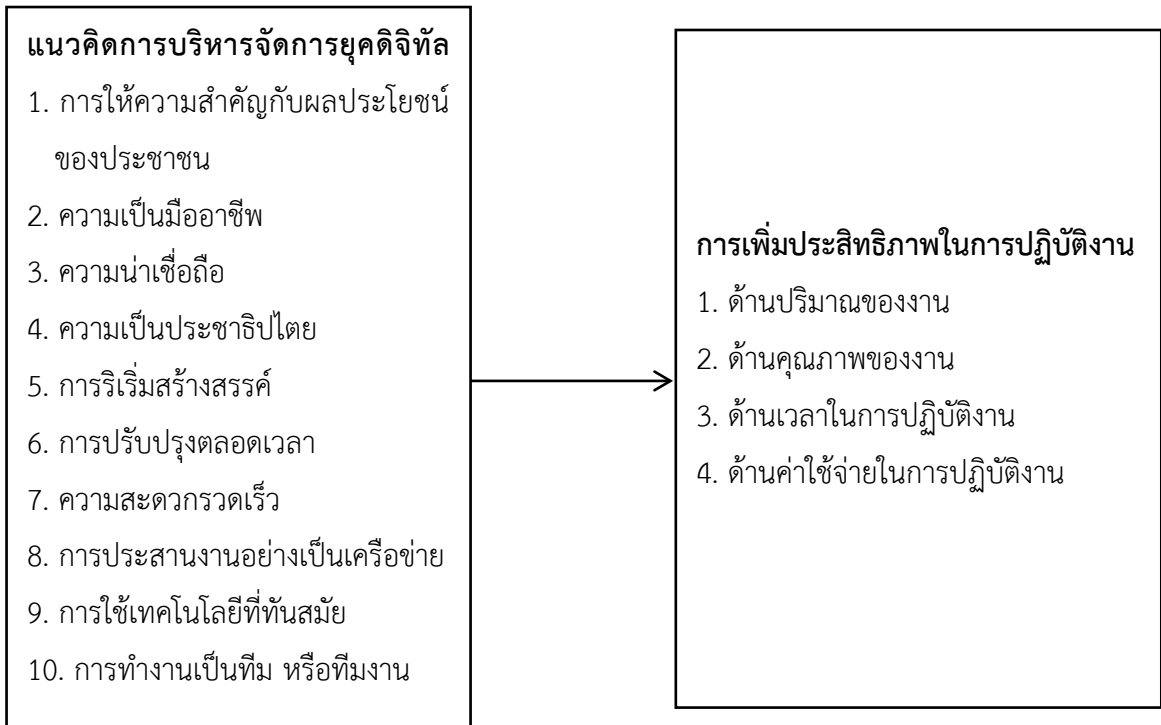 แนวคิดการบริหารจัดการยุคดิจิทัล
1. การให้ความสำคัญกับผลประโยชน์
ของประชาชน
2. ความเป็นมืออาชีพ
3. ความน่าเชื่อถือ
4. ความเป็นประชาธิปไตย
5. การริเริ่มสร้างสรรค์
6. การปรับปรุงตลอดเวลา
7. ความสะดวกรวดเร็ว
8. การประสานงานอย่างเป็นเครือข่าย
9. การใช้เทคโนโลยีที่ทันสมัย
10. การทำงานเป็นทีม หรือทีมงาน
การเพิ่มประสิทธิภาพในการปฏิบัติงาน
1. ด้านปริมาณของงาน
2. ด้านคุณภาพของงาน
3. ด้านเวลาในการปฏิบัติงาน
4. ด้านค่าใช้จ่ายในการปฏิบัติงาน